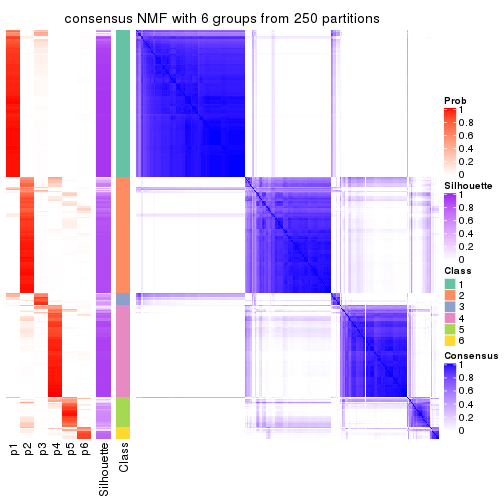 consensus NMF with 6 groups from 250 partitions
Prob
1
0.8
0.6
0.4
0.2
0
Silhouette
1
0.8
0.6
0.4
0.2
0
Class
1
2
3
4
5
6
Consensus
1
0.8
0.6
0.4
0.2
0
p1
p2
p3
p4
p5
p6
Silhouette
Class